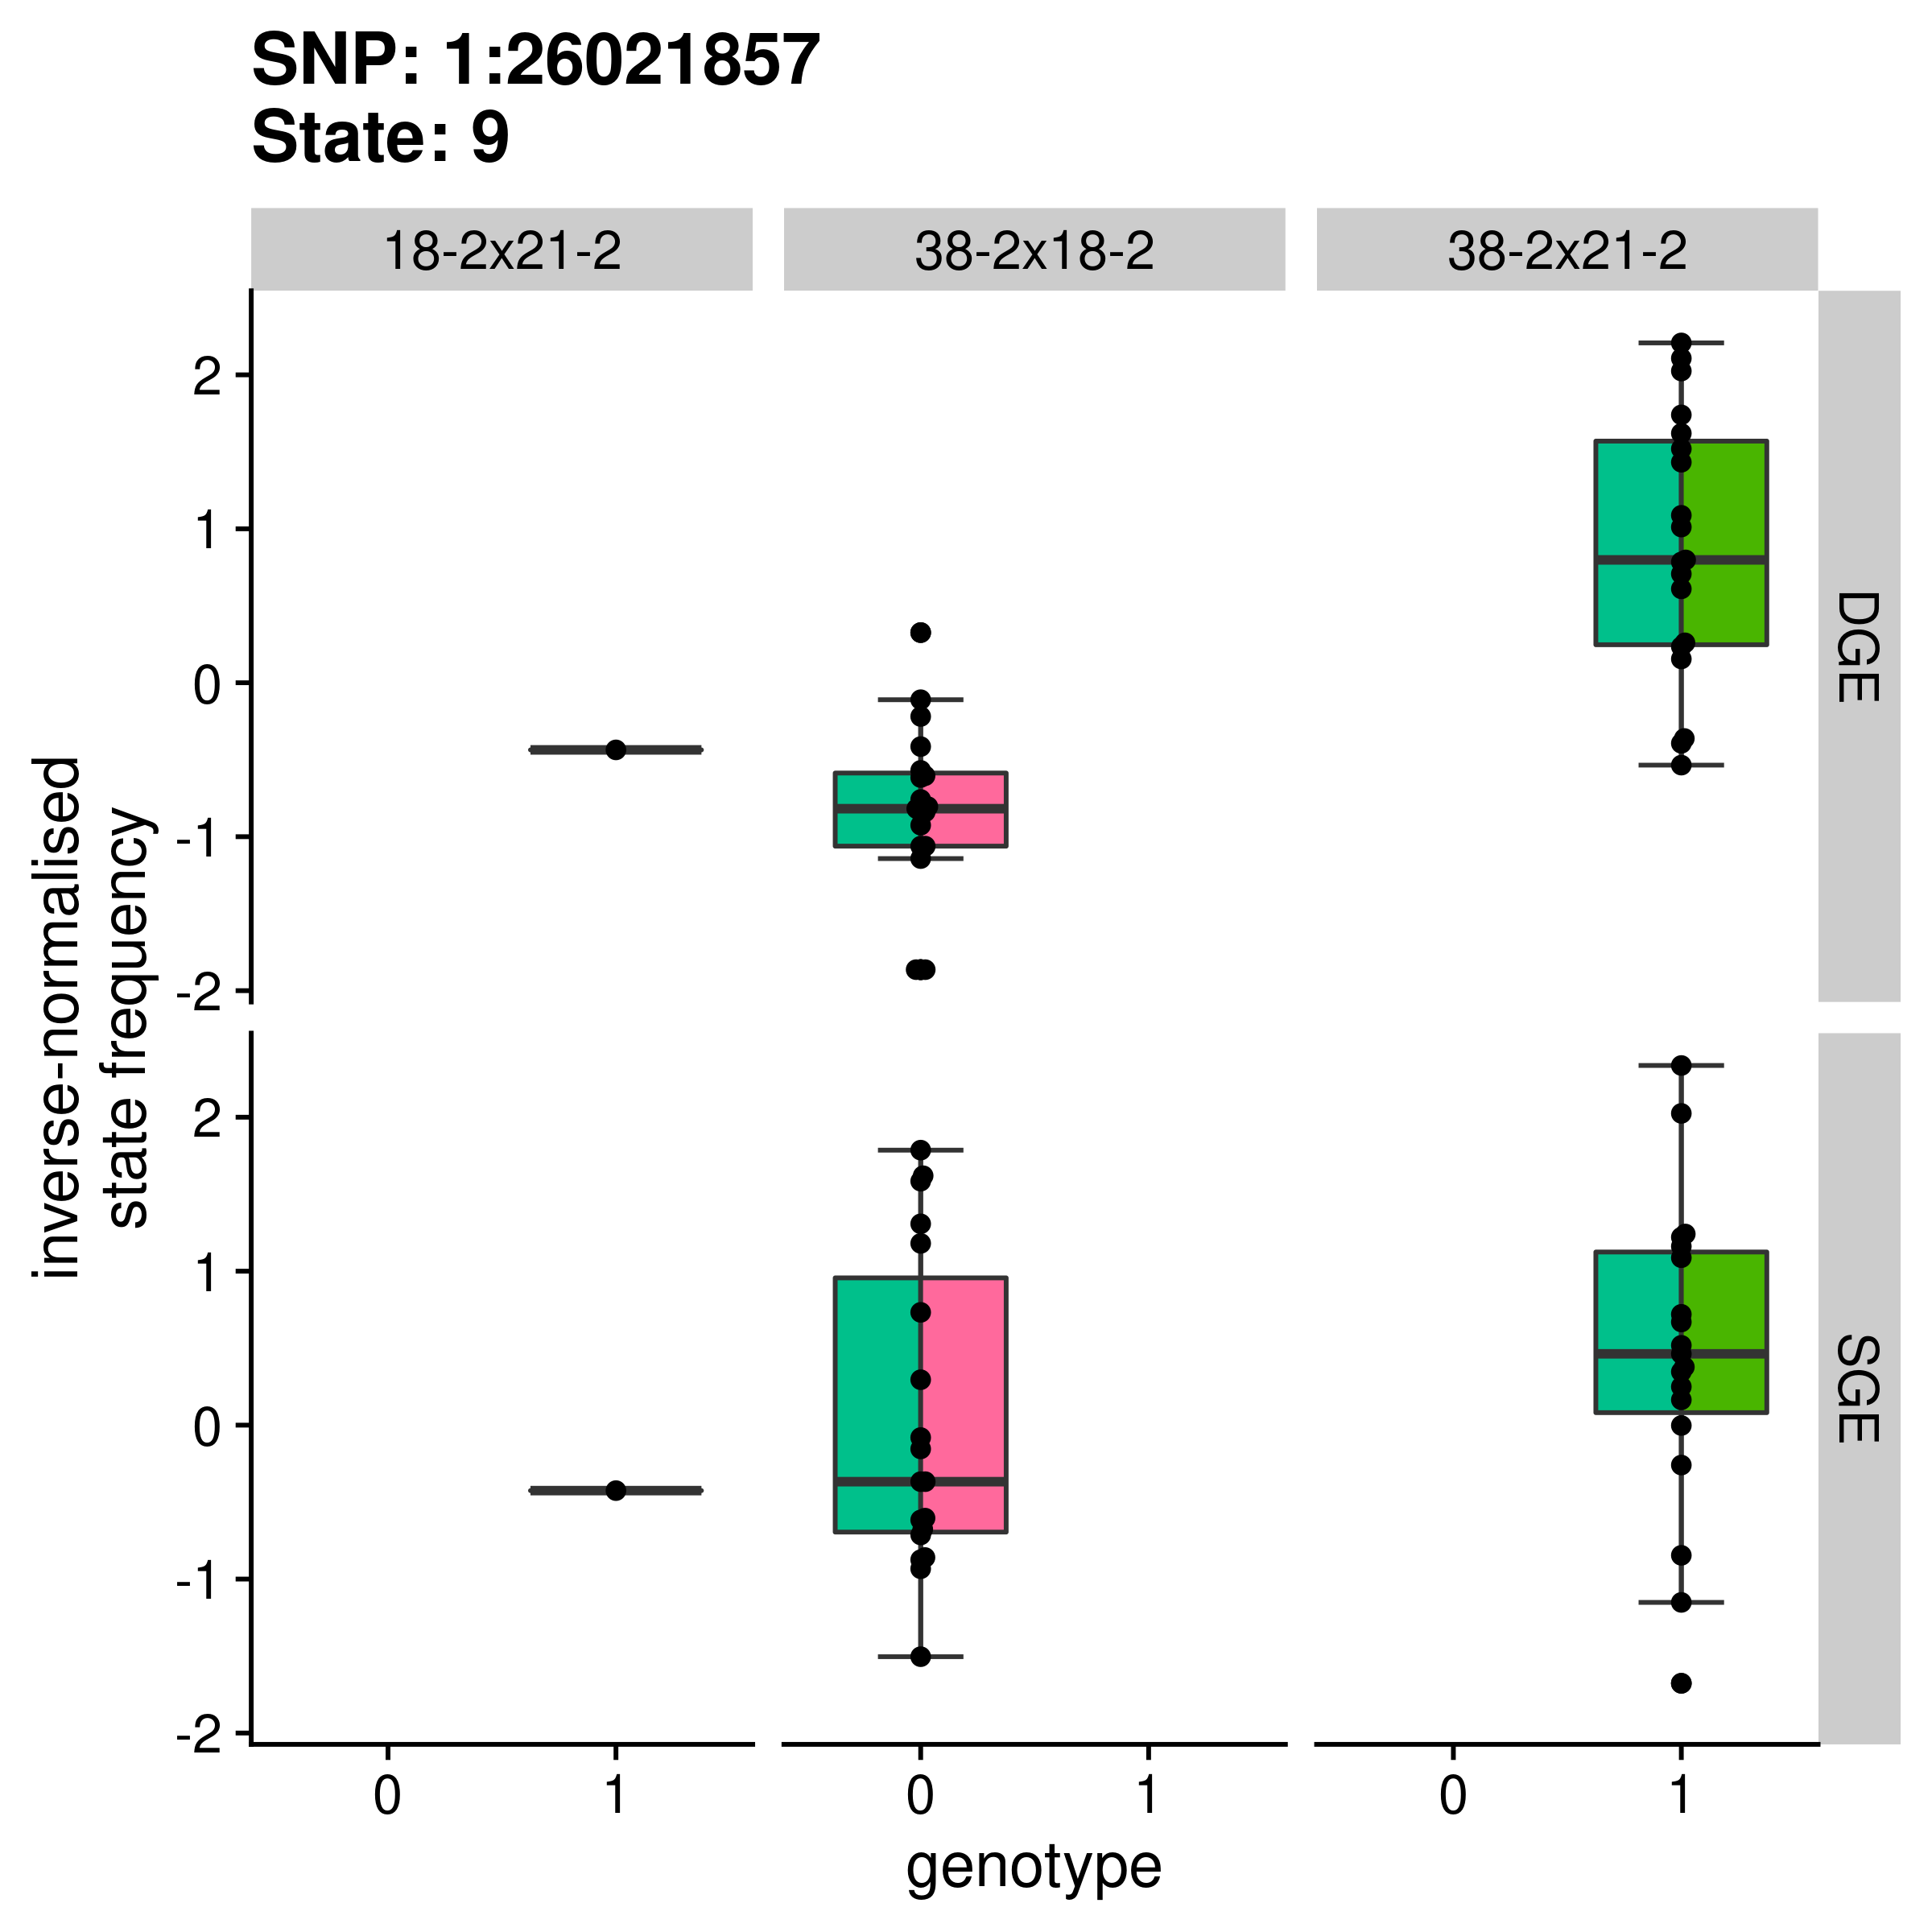 SNP: 1:26021857
State: 9
18-2x21-2
38-2x18-2
38-2x21-2
2
1
0
-1
-2
DGE
inverse-normalised
state frequency
2
1
0
-1
-2
SGE
0
1
0
1
0
1
genotype